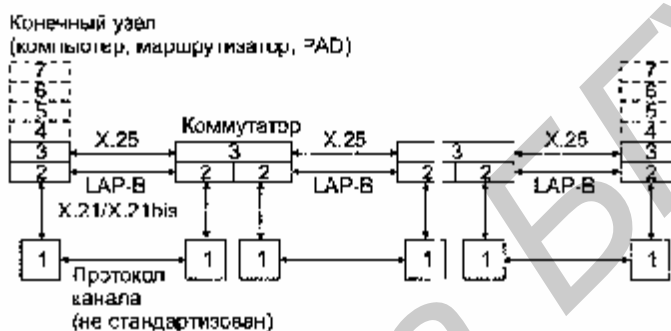 Конечный узел
(компьютер, маршрутизатор, PAD)
7 7
6 6
5 5
4 4
X.25 Коммутатор X.25 X.25
3 3 3 3
2 2 2 2 2 2
LAP-B LAP-B LAP-B
X.21/X.21bis
1 1 1 1 1 1
Протокол
канала
(не стандартизован)
БГУ